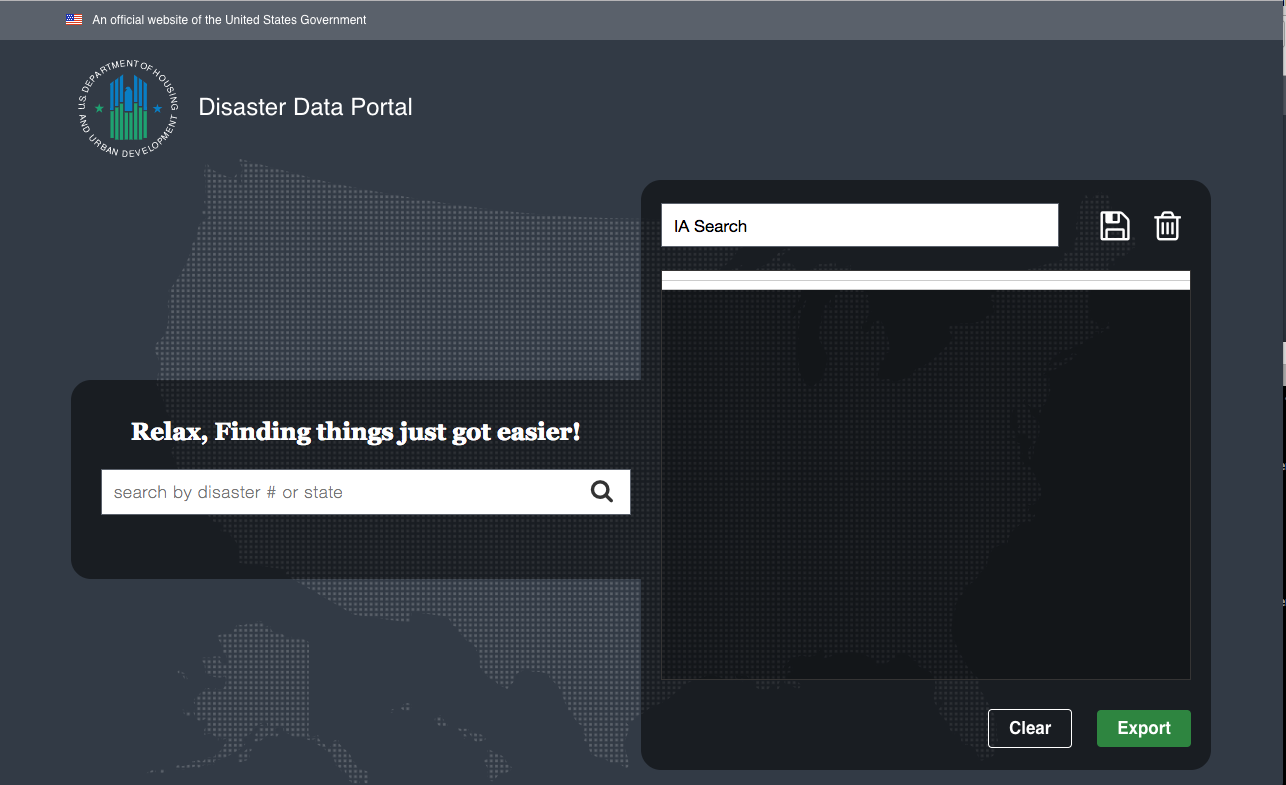 An official website of the United States Government
U.S. DEPARTMENT OF HOUSING AND URBAN DEVELOPMENT
Disaster Data Portal
IA Search
Relax, Finding things just got easier!
search by disaster # or state
Clear
Export